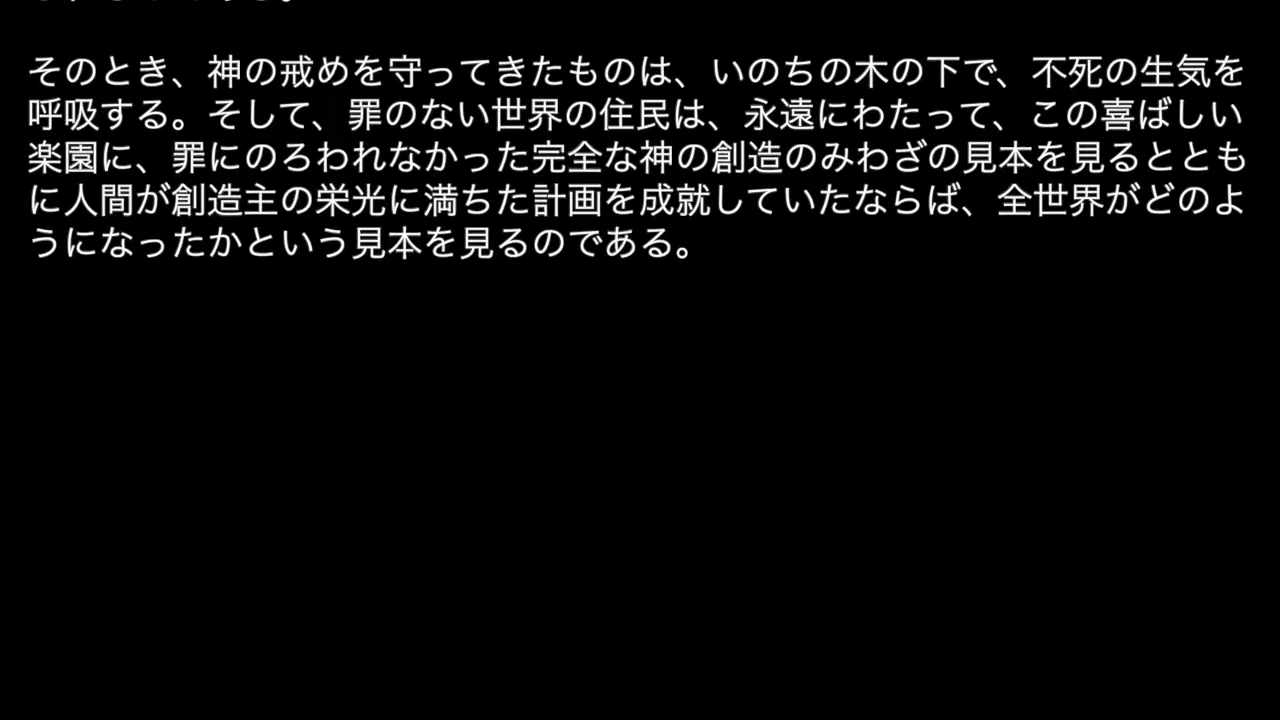 そのとき、神の戒めを守ってきたものは、いのちの木の下で、不死の生気を
呼吸する。そして、罪のない世界の住民は、永遠にわたって、この喜ばしい
楽園に、罪にのろわれなかった完全な神の創造のみわざの見本を見るととも
に人間が創造主の栄光に満ちた計画を成就していたならば、全世界がどのよ
うになったかという見本を見るのである。